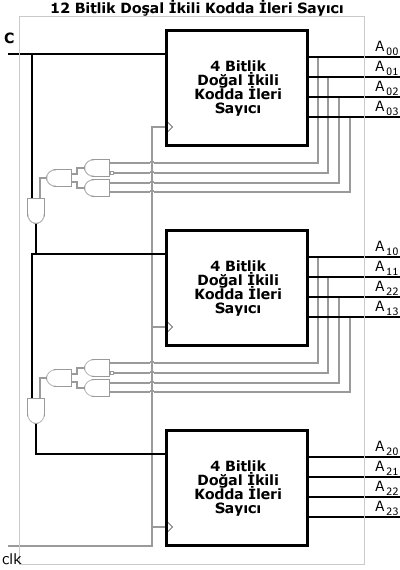 12 Bitlik Doşal İkili Kodda İleri Sayıcı
C
4 Bitlik
Doğal İkili
Kodda İleri
Sayıcı
A00
A01
A02
A03
4 Bitlik
Doğal İkili
Kodda İleri
Sayıcı
A10
A11
A22
A13
4 Bitlik
Doğal İkili
Kodda İleri
Sayıcı
A20
A21
A22
A23
clk